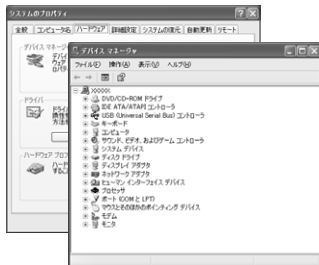 システムのプロパティ
全般 コンピュータ名 ハードウェア 詳細設定 システムの復元 自動更新 リモート
デバイス マネージャ
ドライバ
ハードウェア プロフ
デバイス マネージャ
ファイル(F) 操作(A) 表示(V) ヘルプ(H)
XXXXX
DVD/CD-ROM ドライブ
IDE ATA/ATAPI コントローラ
USB (Universal Serial Bus) コントローラ
キーボード
コンピュータ
サウンド、ビデオ、およびゲーム コントローラ
システム デバイス
ディスク ドライブ
ディスプレイ アダプタ
ネットワーク アダプタ
ヒューマン インターフェイス デバイス
プロセッサ
ポート (COM と LPT)
マウスとそのほかのポインティング デバイス
モデム
モニタ